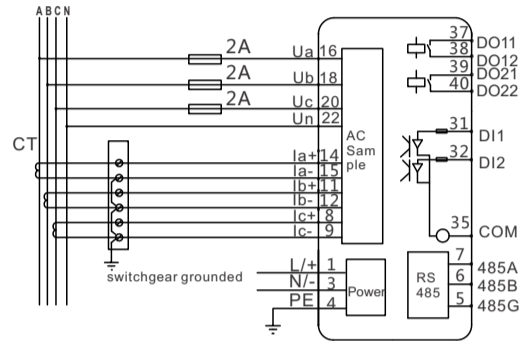 A B C N
2A Ua 16
2A Ub 18
2A Uc 20
Un 22
CT
Ia+ 14
Ia- 15
Ib+ 11
Ib- 12
Ic+ 8
Ic- 9
AC
Sam
ple
switchgear grounded
L/+ 1
N/- 3
PE 4
Power
37 DO11
38 DO12
39 DO21
40 DO22
31 DI1
32 DI2
35 COM
RS
485
7 485A
6 485B
5 485G